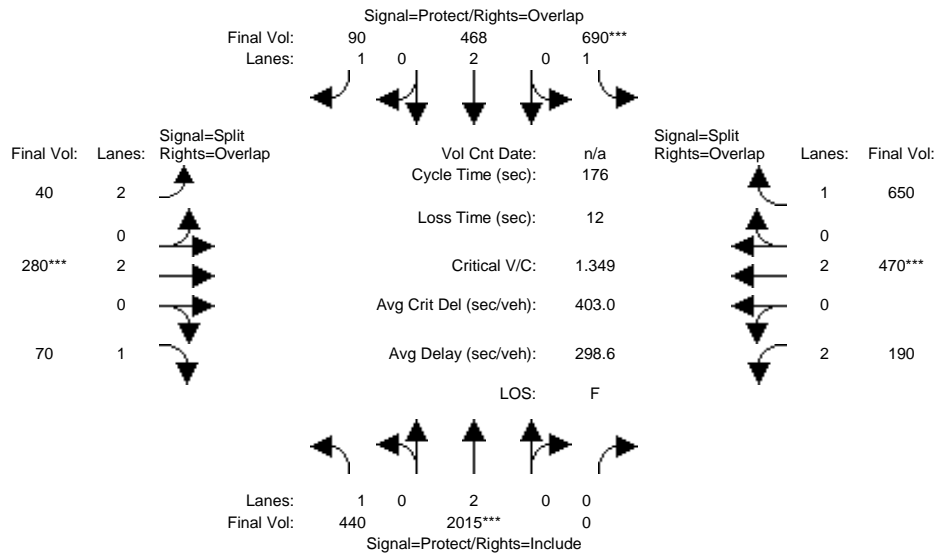 Signal=Protect/Rights=Overlap
Final Vol: 90 468 690***
Lanes: 1 0 2 0 1
Signal=Split Signal=Split
Final Vol: Lanes: Rights=Overlap Vol Cnt Date: n/a Rights=Overlap Lanes: Final Vol:
Cycle Time (sec): 176
40 2 1 650
Loss Time (sec): 12
0 0
280*** 2 Critical V/C: 1.349 2 470***
0 Avg Crit Del (sec/veh): 403.0 0
70 1 Avg Delay (sec/veh): 298.6 2 190
LOS: F
Lanes: 1 0 2 0 0
Final Vol: 440 2015*** 0
Signal=Protect/Rights=Include